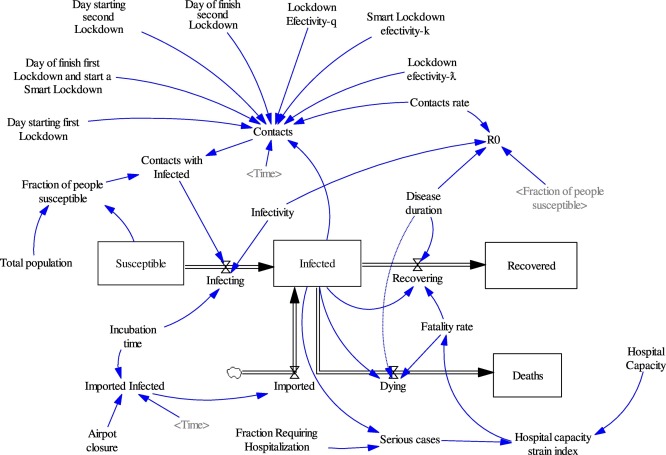 Day starting
second
Lockdown
Day of finish
second
Lockdown
Lockdown
Efectivity-q
Smart Lockdown
efectivity-k
Day of finish first
Lockdown and start a
Smart Lockdown
Lockdown
efectivity-λ
Contacts rate
Day starting first
Lockdown
Contacts
R0
Contacts with
Infected
<Time>
Fraction of people
susceptible
Disease
duration
<Fraction of people
susceptible>
Infectivity
Total population
Susceptible
Infected
Recovered
Infecting
Recovering
Incubation
time
Fatality rate
Hospital
Capacity
Imported Infected
Imported
Dying
Deaths
<Time>
Airpot
closure
Fraction Requiring
Hospitalization
Serious cases
Hospital capacity
strain index